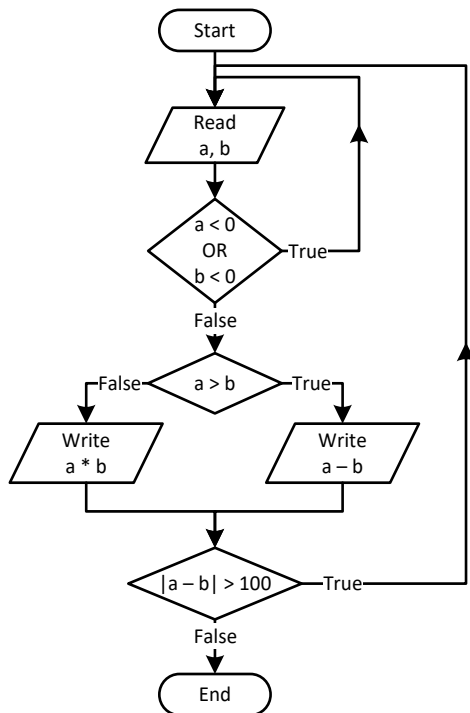 Start
Read
a, b
a < 0
OR
b < 0
True
False
a > b
False
True
Write
a * b
Write
a – b
|a – b| > 100
True
False
End